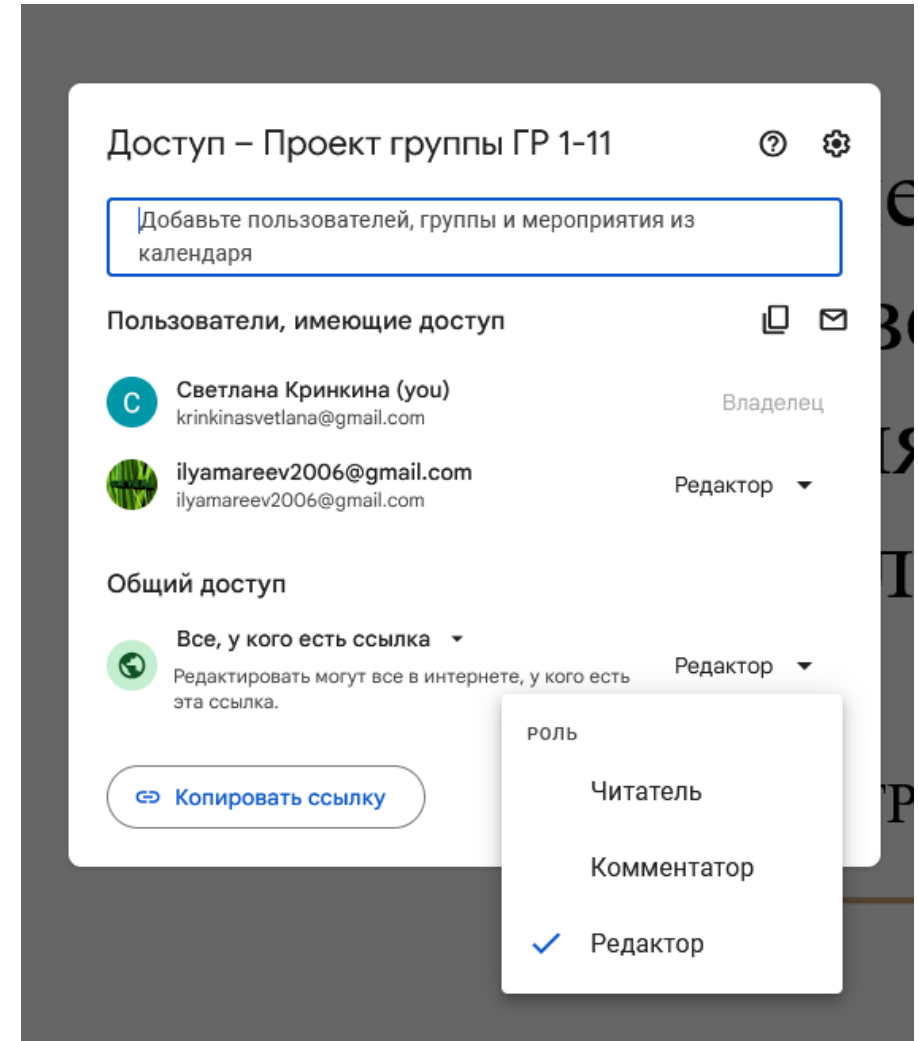 Доступ – Проект группы ГР 1-11
Добавьте пользователей, группы и мероприятия из
календаря
Пользователи, имеющие доступ
С
Светлана Кринкина (you)
krinkinasvetlana@gmail.com
Владелец
ilyamareev2006@gmail.com
ilyamareev2006@gmail.com
Редактор
Общий доступ
Все, у кого есть ссылка
Редактировать могут все в интернете, у кого есть
эта ссылка.
Редактор
РОЛЬ
Читатель
Комментатор
Редактор
Копировать ссылку